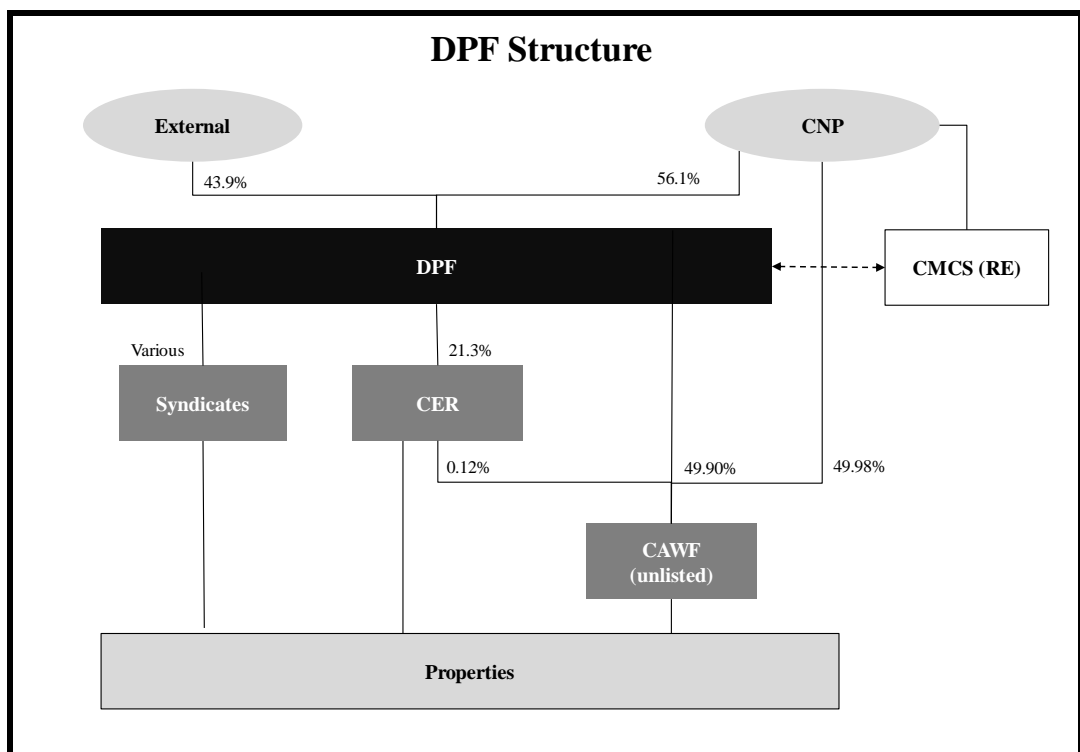 DPF Structure
External
CNP
43.9%
56.1%
DPF
CMCS (RE)
Various
21.3%
Syndicates
CER
0.12%
49.90%
49.98%
CAWF
(unlisted)
Properties